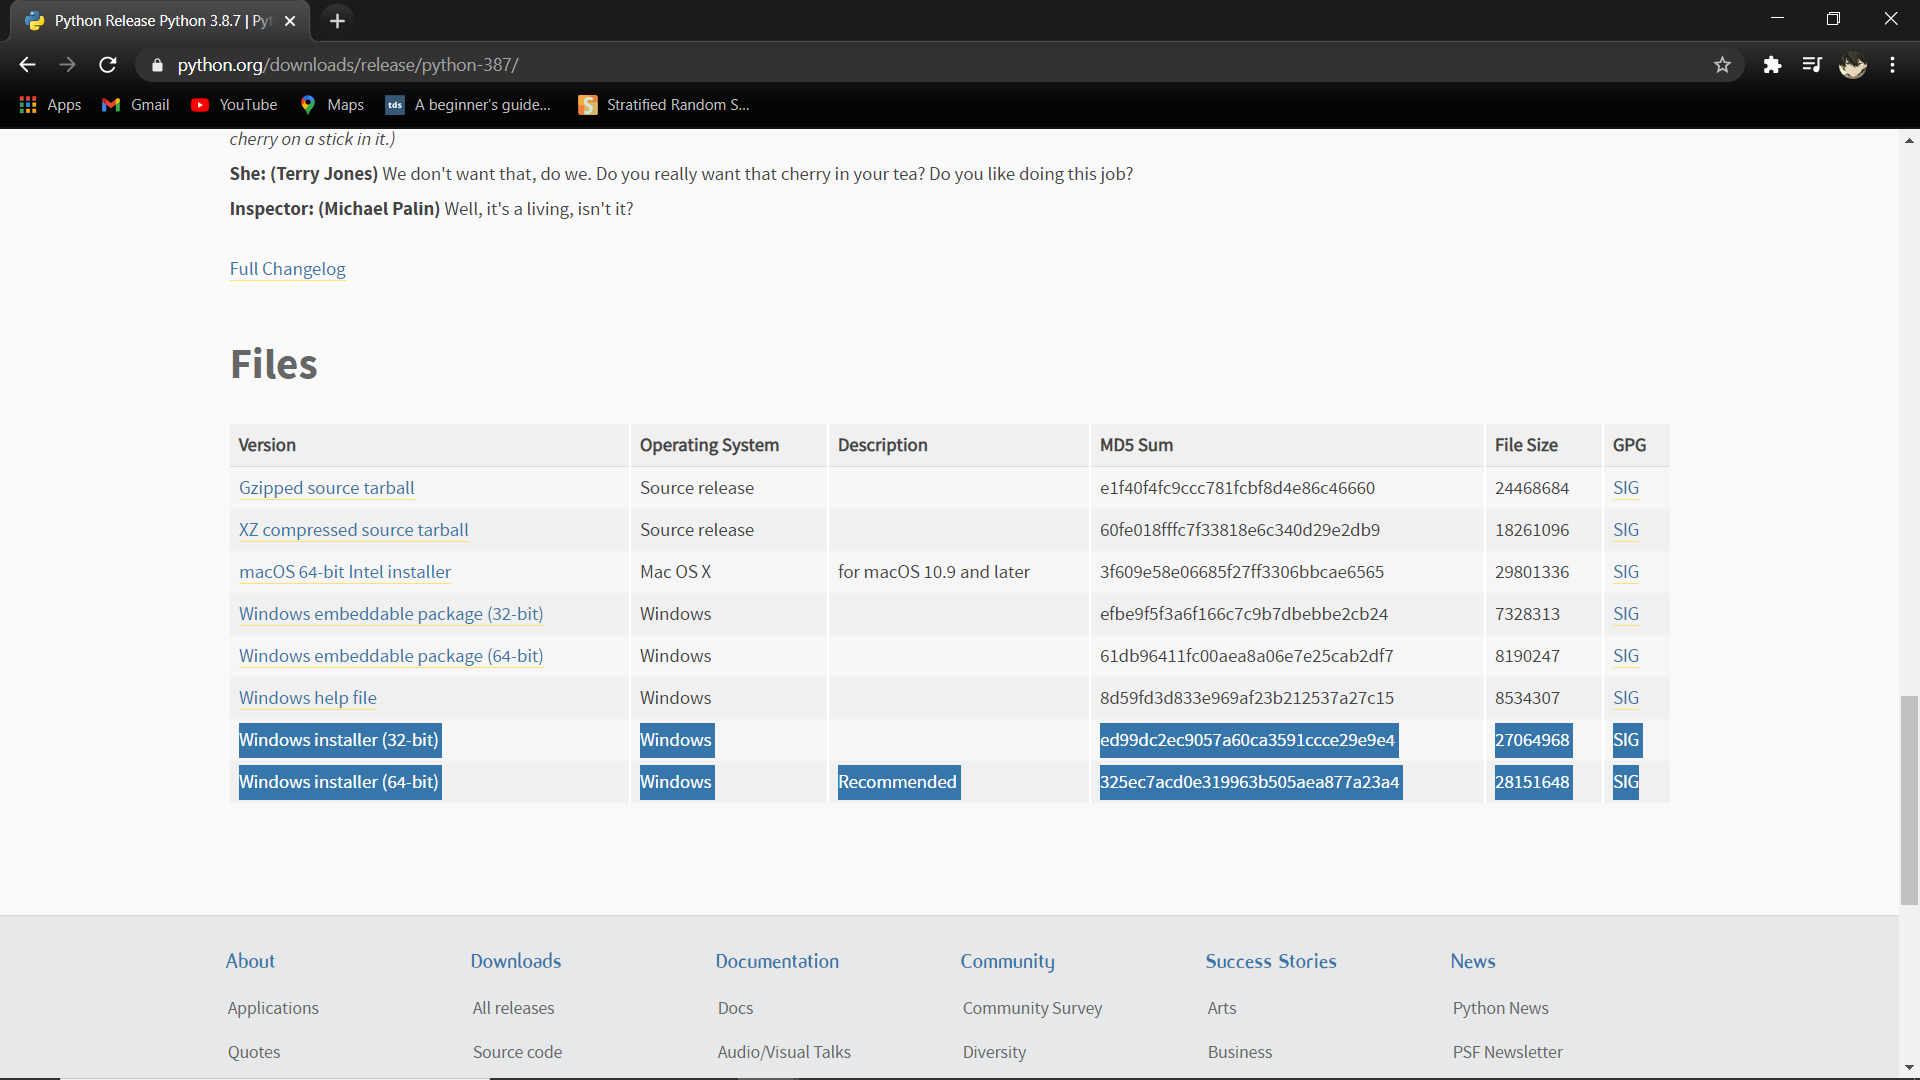 Python Release Python 3.8.7 | Pyt
python.org/downloads/release/python-387/
Apps Gmail YouTube Maps tds A beginner's guide... Stratified Random S...
cherry on a stick in it.)
She: (Terry Jones) We don't want that, do we. Do you really want that cherry in your tea? Do you like doing this job?
Inspector: (Michael Palin) Well, it's a living, isn't it?
Full Changelog
Files
Version Operating System Description MD5 Sum File Size GPG
Gzipped source tarball Source release e1f40f4fc9ccc781fcbf8d4e86c46660 24468684 SIG
XZ compressed source tarball Source release 60fe018fffc7f33818e6c340d29e2db9 18261096 SIG
macOS 64-bit Intel installer Mac OS X for macOS 10.9 and later 3f609e58e06685f27ff3306bbcae6565 29801336 SIG
Windows embeddable package (32-bit) Windows efbe9f5f3a6f166c7c9b7dbebbe2cb24 7328313 SIG
Windows embeddable package (64-bit) Windows 61db96411fc00aea8a06e7e25cab2df7 8190247 SIG
Windows help file Windows 8d59fd3d833e969af23b212537a27c15 8534307 SIG
Windows installer (32-bit) Windows ed99dc2ec9057a60ca3591ccce29e9e4 27064968 SIG
Windows installer (64-bit) Windows Recommended 325ec7acd0e319963b505aea877a23a4 28151648 SIG
About Downloads Documentation Community Success Stories News
Applications All releases Docs Community Survey Arts Python News
Quotes Source code Audio/Visual Talks Diversity Business PSF Newsletter